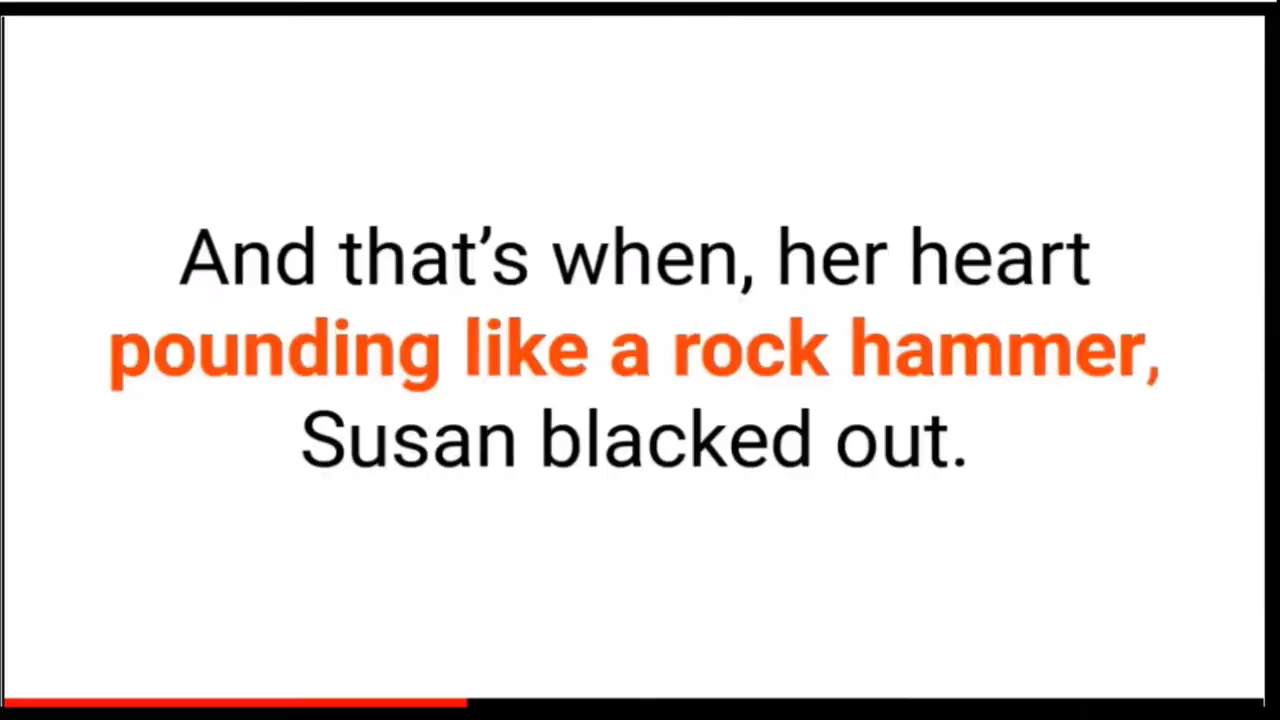 And that’s when, her heart
pounding like a rock hammer,
Susan blacked out.